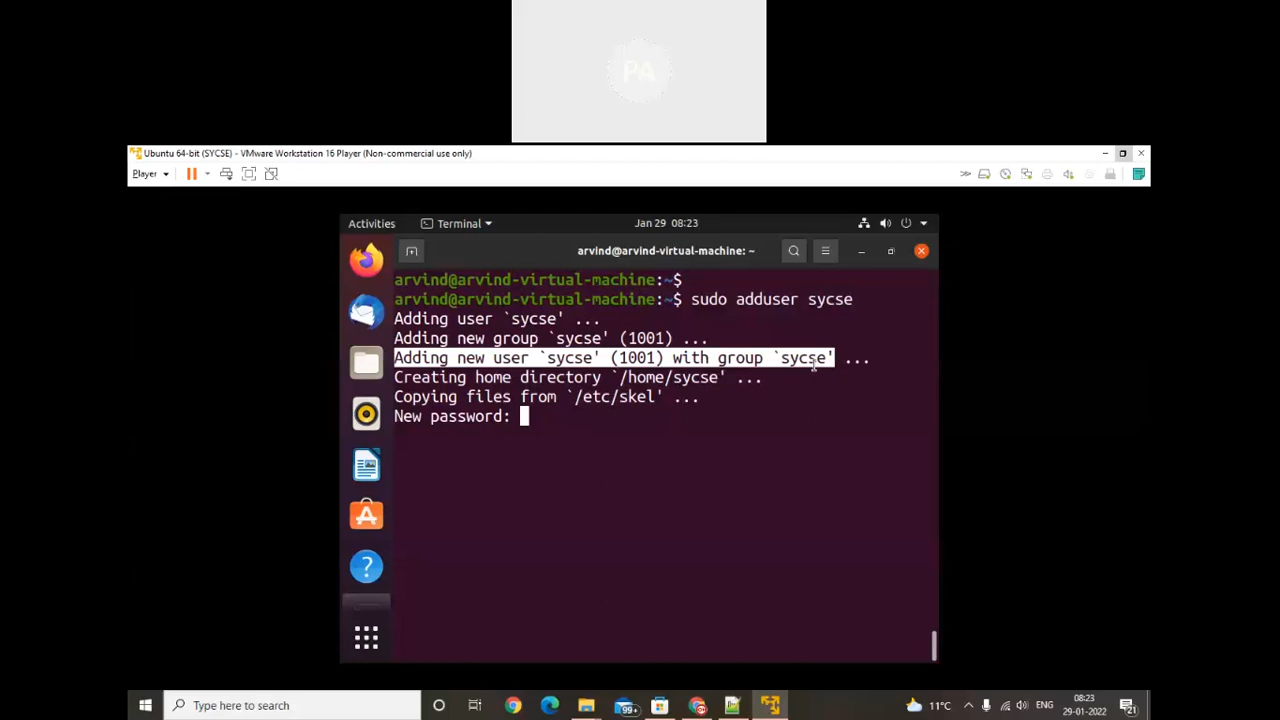 PA
Ubuntu 64-bit (SYCSE) - VMware Workstation 16 Player (Non-commercial use only)
Player
Activities Terminal Jan 29 08:23
arvind@arvind-virtual-machine: ~
arvind@arvind-virtual-machine:~$
arvind@arvind-virtual-machine:~$ sudo adduser sycse
Adding user `sycse' ...
Adding new group `sycse' (1001) ...
Adding new user `sycse' (1001) with group `sycse' ...
Creating home directory `/home/sycse' ...
Copying files from `/etc/skel' ...
New password:
Type here to search 99+ 11°C ENG 08:23
29-01-2022 21